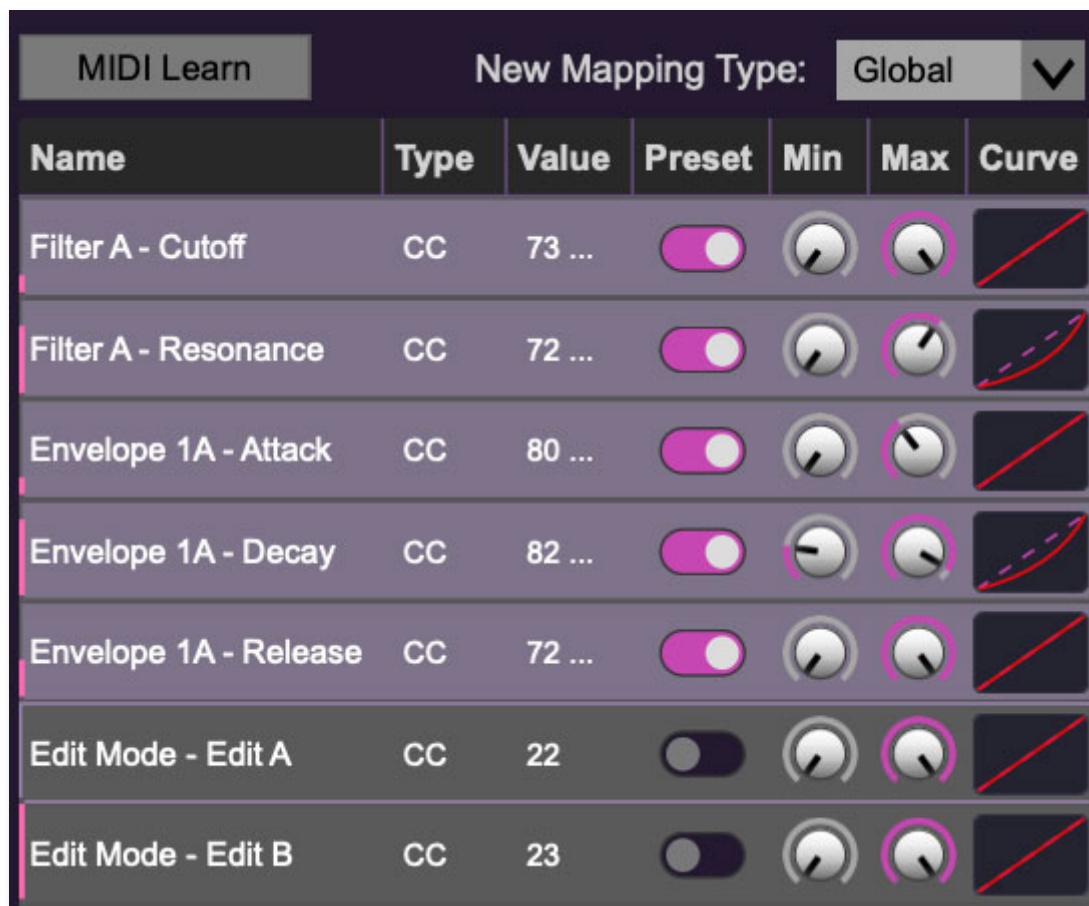 MIDI Learn New Mapping Type: Global
Name Type Value Preset Min Max Curve
Filter A - Cutoff CC 73 ...
Filter A - Resonance CC 72 ...
Envelope 1A - Attack CC 80 ...
Envelope 1A - Decay CC 82 ...
Envelope 1A - Release CC 72 ...
Edit Mode - Edit A CC 22
Edit Mode - Edit B CC 23